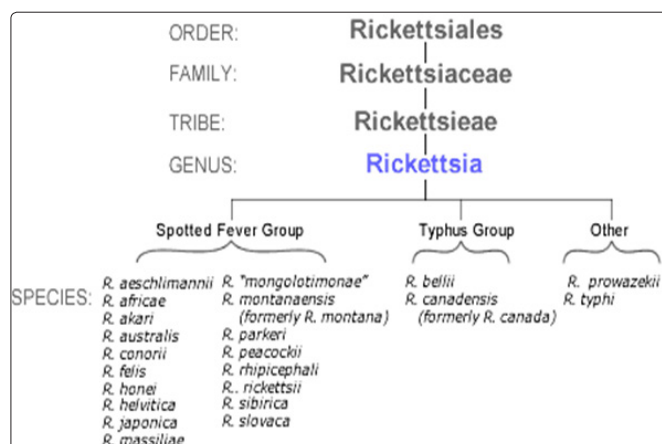 ORDER: Rickettsiales
FAMILY: Rickettsiaceae
TRIBE: Rickettsieae
GENUS: Rickettsia
Spotted Fever Group
Typhus Group
Other
SPECIES:
R. aeschlimannii
R. africae
R. akari
R. australis
R. conorii
R. felis
R. honei
R. helvitica
R. japonica
R. massiliae
R. "mongolotimonae"
R. montanaensis
(formerly R. montana)
R. parkeri
R. peacockii
R. rhipicephali
R.. rickettsii
R. sibirica
R. slovaca
R. bellii
R. canadensis
(formerly R. canada)
R. prowazekii
R. typhi